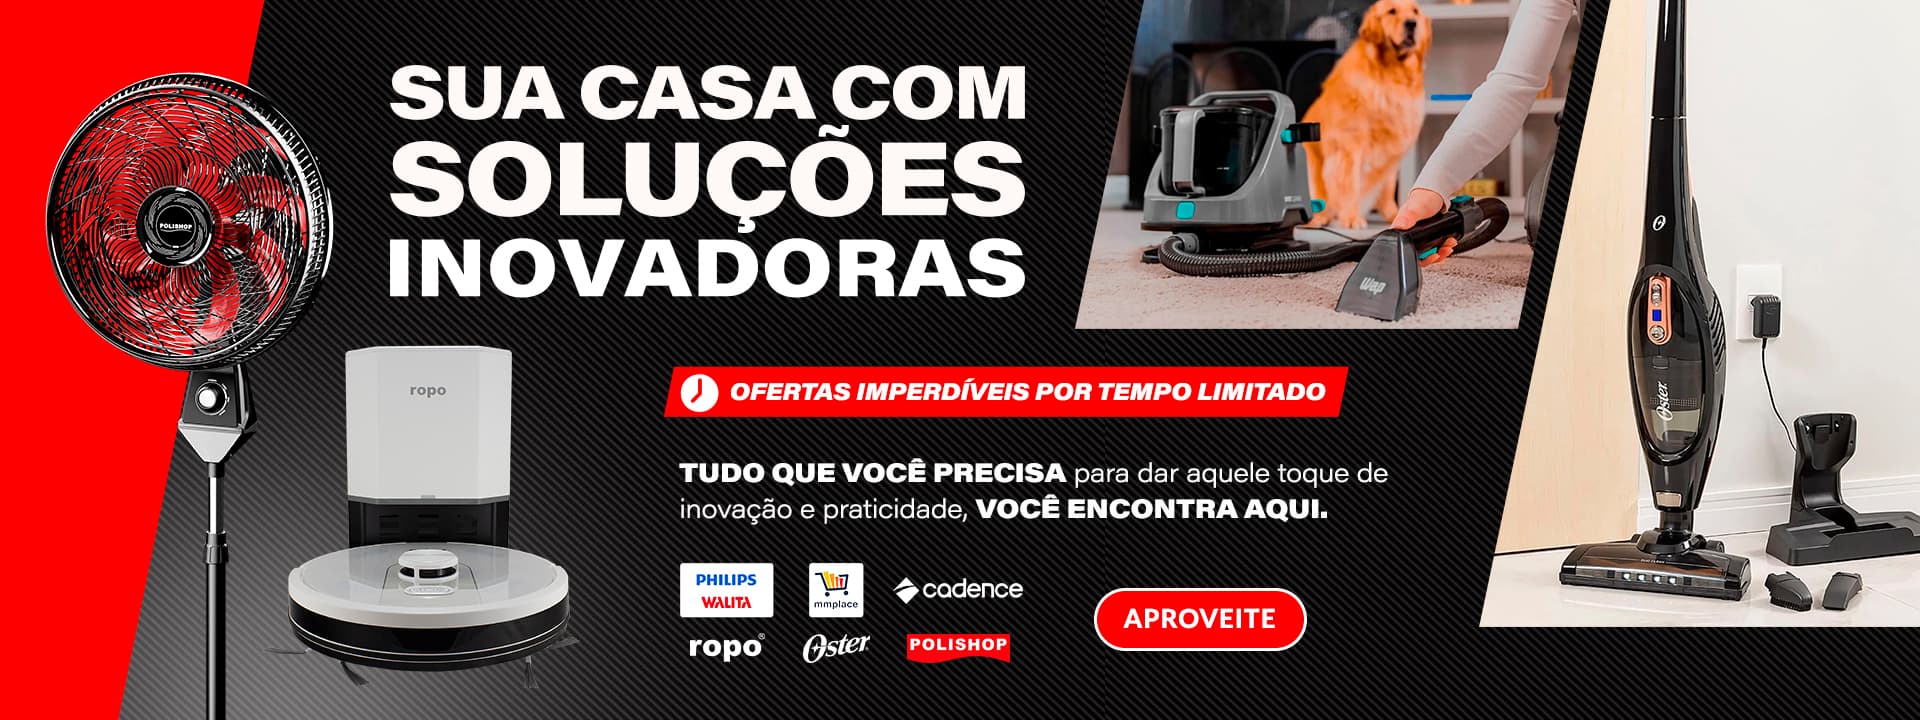 SUA CASA COM
SOLUÇÕES
INOVADORAS
POLISHOP
ropo
Wap
Oster
OFERTAS IMPERDÍVEIS POR TEMPO LIMITADO
TUDO QUE VOCÊ PRECISA para dar aquele toque de
inovação e praticidade, VOCÊ ENCONTRA AQUI.
PHILIPS
WALITA
mmplace
cadence
ropo®
Oster
POLISHOP
APROVEITE